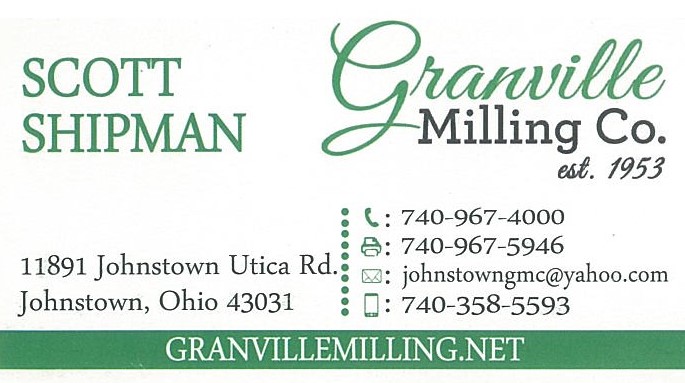 SCOTT
SHIPMAN
Granville
Milling Co.
est. 1953
11891 Johnstown Utica Rd.
Johnstown, Ohio 43031
: 740-967-4000
: 740-967-5946
: johnstowngmc@yahoo.com
: 740-358-5593
GRANVILLEMILLING.NET